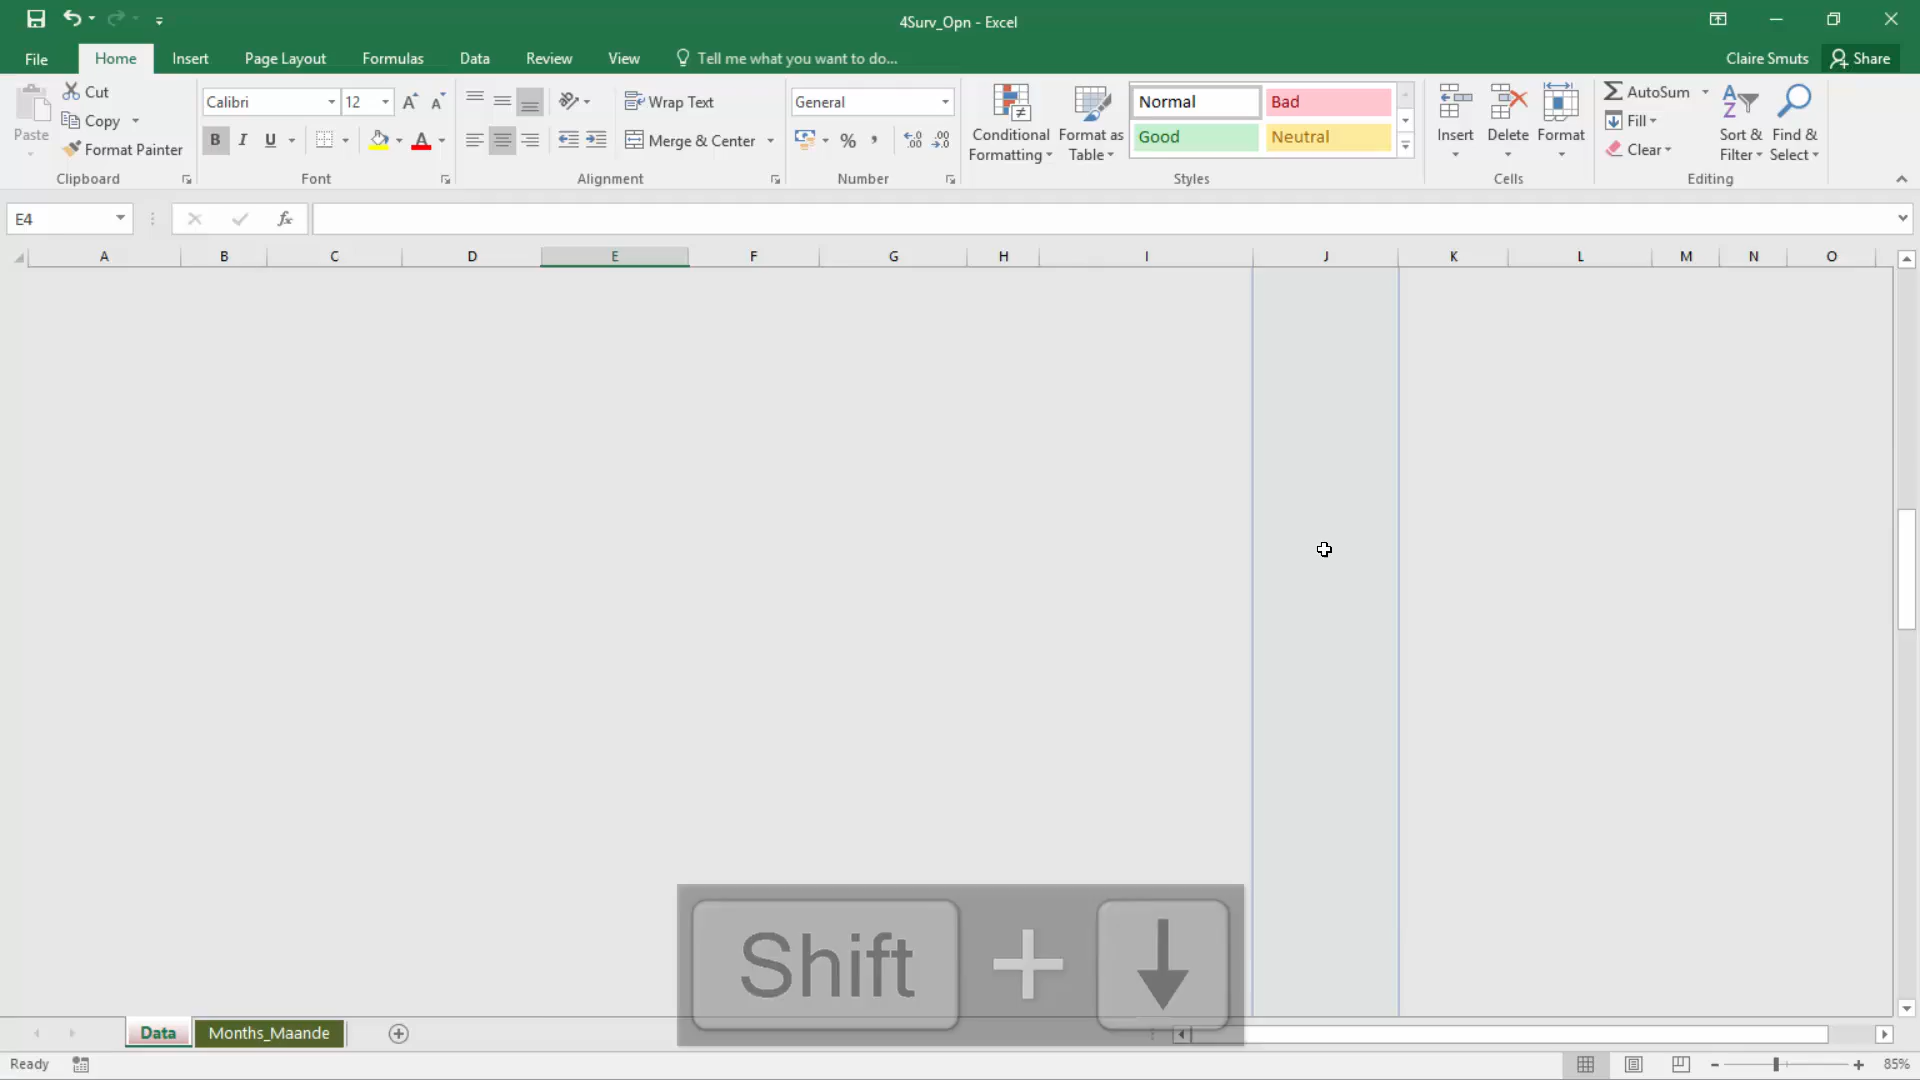 4Surv_Opn - Excel
File Home Insert Page Layout Formulas Data Review View Tell me what you want to do... Claire Smuts Share
Paste Cut Copy Format Painter Clipboard
Calibri 12 A A B I U A Font
Wrap Text Merge & Center Alignment
General % , .00 Number
Conditional Formatting Format as Table Normal Bad Good Neutral Styles
Insert Delete Format Cells
AutoSum Fill Clear Sort & Filter Find & Select Editing
E4 fx
A B C D E F G H I J K L M N O
Shift + ↓
Data Months_Maande
Ready 85%